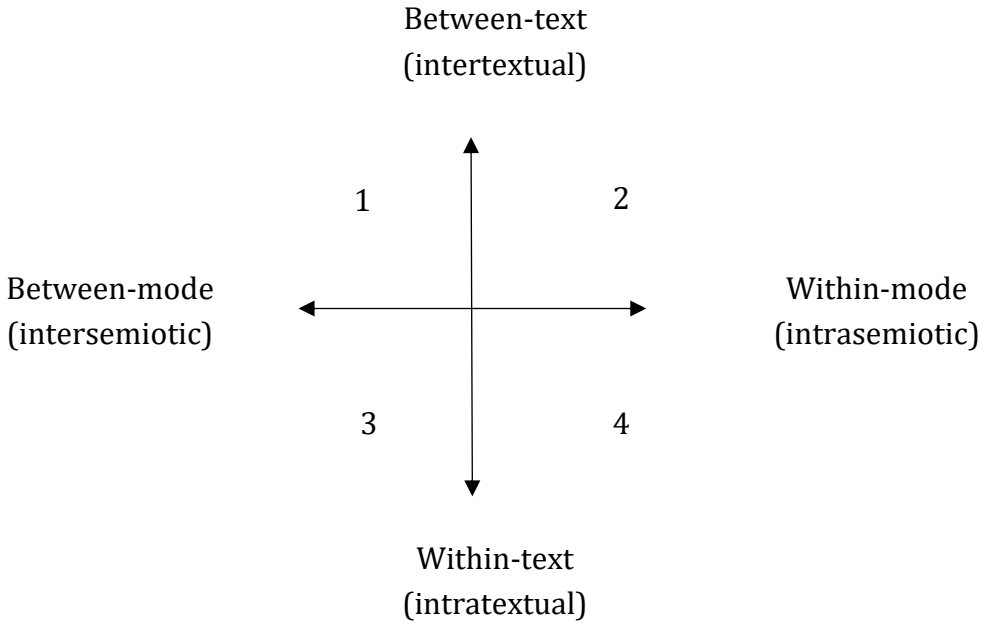 Between-text
(intertextual)
1
2
Between-mode
(intersemiotic)
Within-mode
(intrasemiotic)
3
4
Within-text
(intratextual)